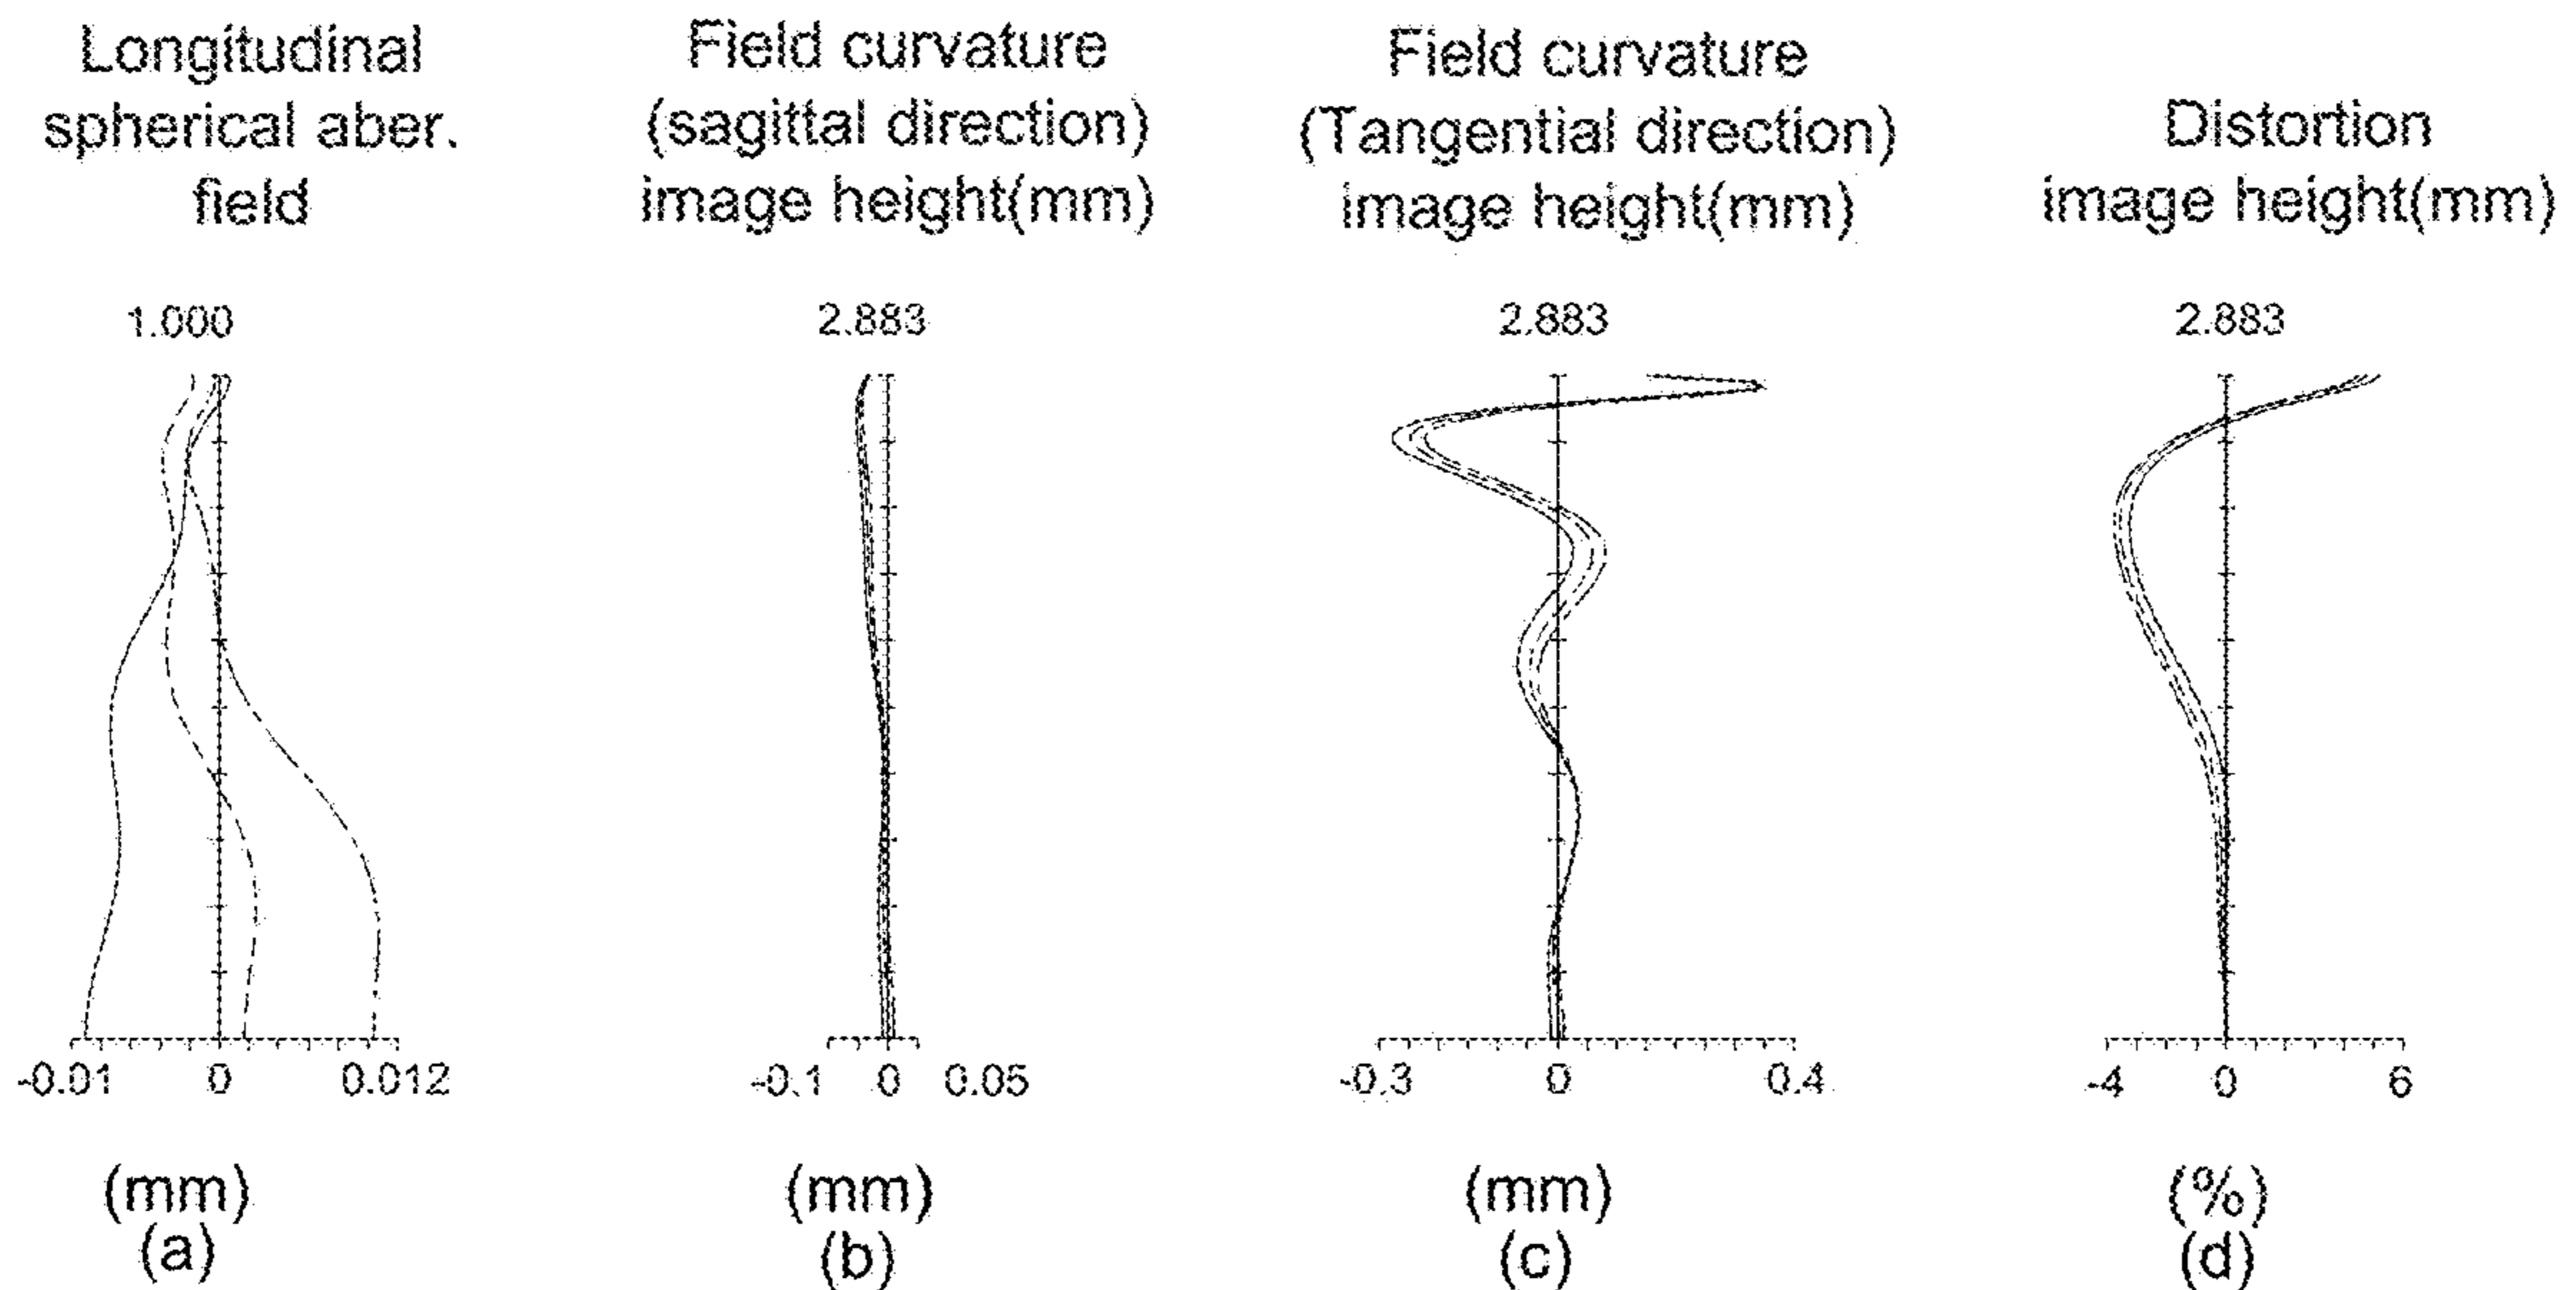 Longitudinal
spherical aber.
field
1.000
-0.01 0 0.012
(mm)
(a)
Field curvature
(sagittal direction)
image height(mm)
2.883
-0.1 0 0.05
(mm)
(b)
Field curvature
(Tangential direction)
image height(mm)
2.883
-0.3 0 0.4
(mm)
(c)
Distortion
image height(mm)
2.883
-4 0 6
(%)
(d)